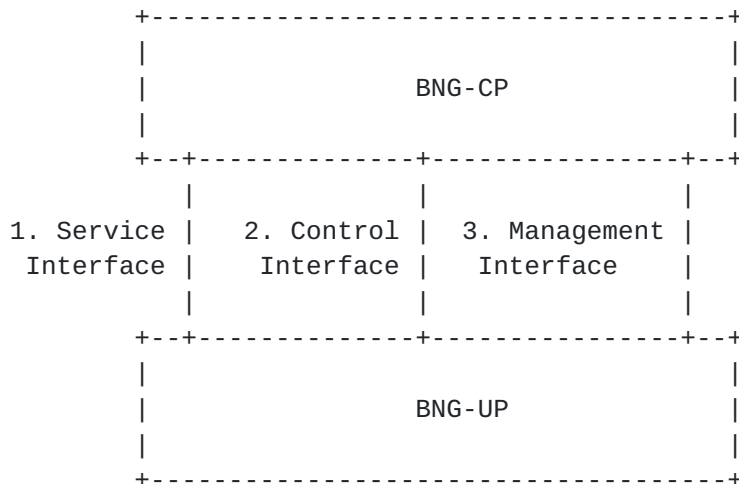 BNG-CP
1. Service 2. Control 3. Management
Interface Interface Interface
BNG-UP